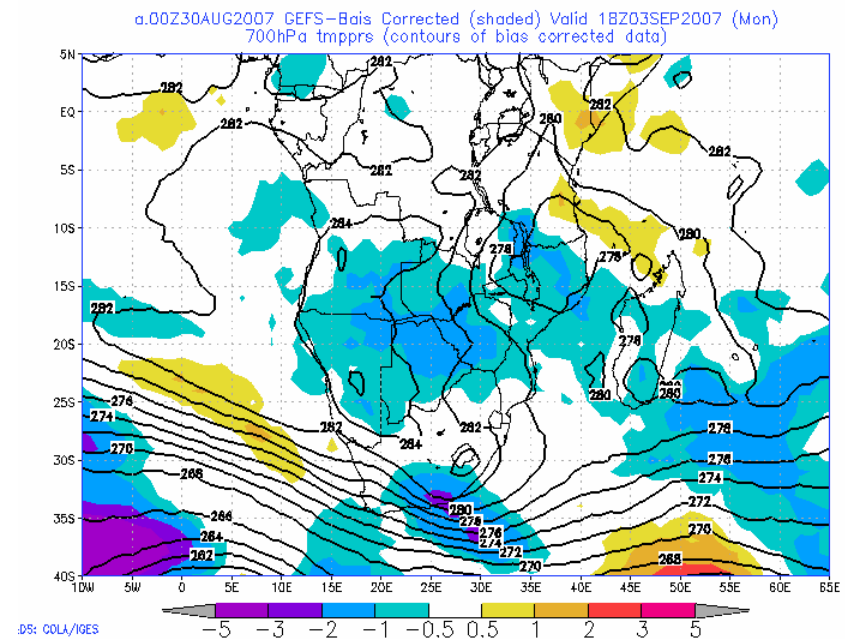 a.00Z30AUG2007 GEFS-Bais Corrected (shaded) Valid 18Z03SEP2007 (Mon)
700hPa tmpprs (contours of bias corrected data)
5N
282
282
EQ
282
280
282
282
5S
282
282
10S
284
280
278
278
15S
282
278
20S
280
280
25S
276
274
282
284
282
278
270
30S
276
268
274
280
272
35S
266
278
270
264
276
274
268
262
272
270
40S
10W 5W 0 5E 10E 15E 20E 25E 30E 35E 40E 45E 50E 55E 60E 65E
-5 -3 -2 -1 -0.5 0.5 1 2 3 5
:DS: COLA/IGES